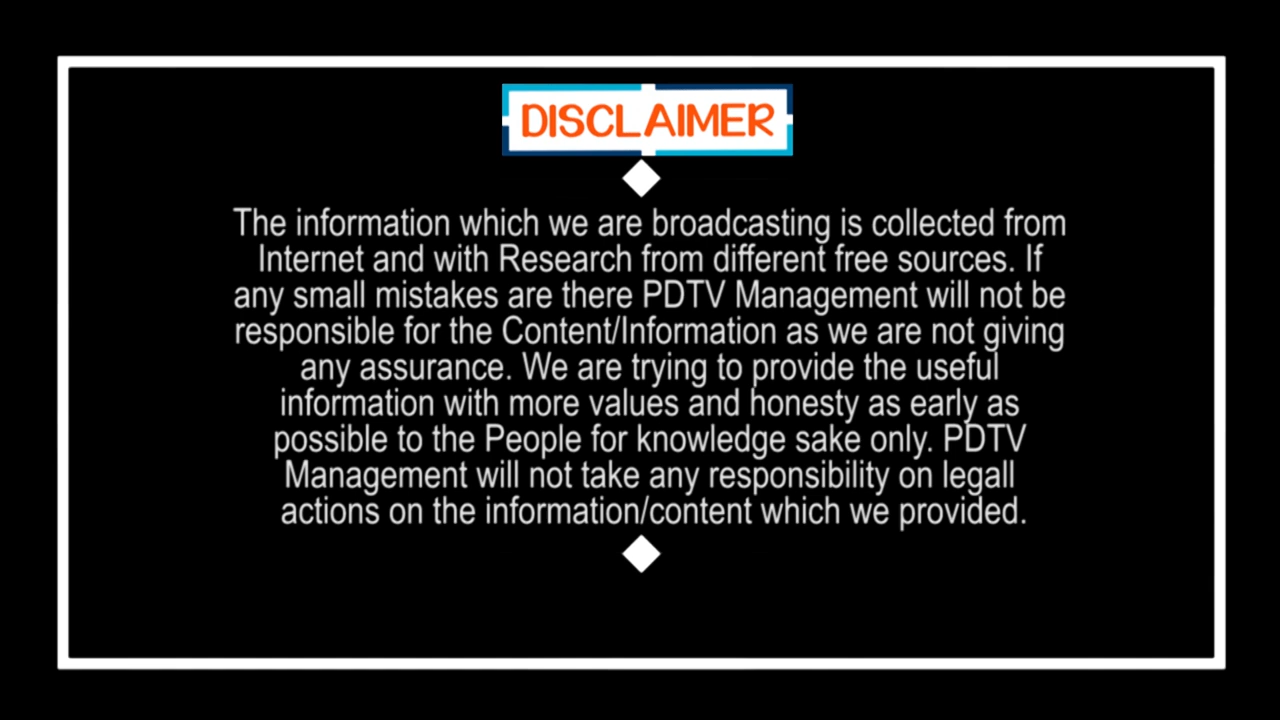 DISCLAIMER
The information which we are broadcasting is collected from
Internet and with Research from different free sources. If
any small mistakes are there PDTV Management will not be
responsible for the Content/Information as we are not giving
any assurance. We are trying to provide the useful
information with more values and honesty as early as
possible to the People for knowledge sake only. PDTV
Management will not take any responsibility on legall
actions on the information/content which we provided.